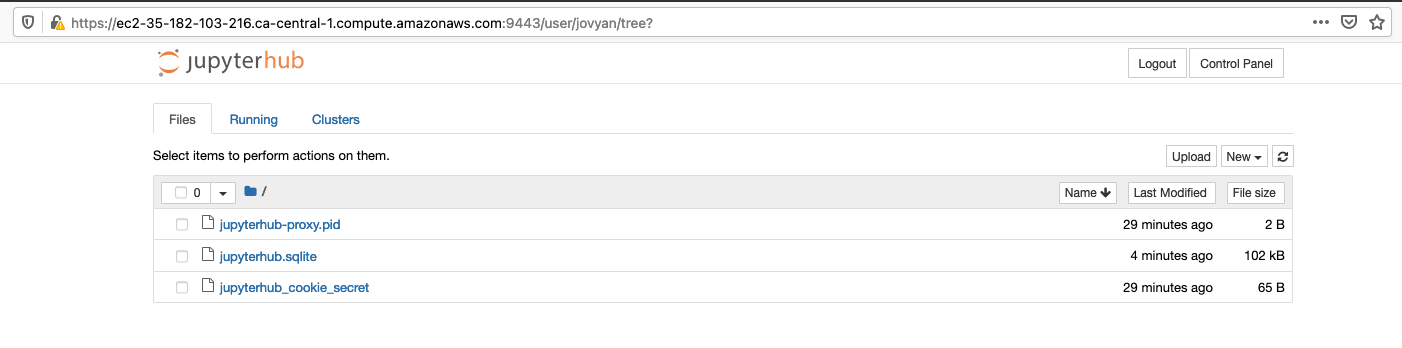 https://ec2-35-182-103-216.ca-central-1.compute.amazonaws.com:9443/user/jovyan/tree?
jupyterhub Logout Control Panel
Files Running Clusters
Select items to perform actions on them. Upload New
0 / Name Last Modified File size
jupyterhub-proxy.pid 29 minutes ago 2 B
jupyterhub.sqlite 4 minutes ago 102 kB
jupyterhub_cookie_secret 29 minutes ago 65 B